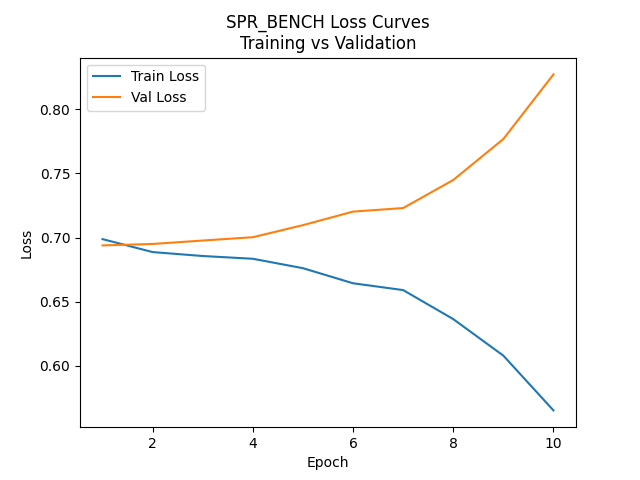 SPR_BENCH Loss Curves
Training vs Validation
Train Loss
Val Loss
0.80
0.75
0.70
0.65
0.60
Loss
2
4
6
8
10
Epoch